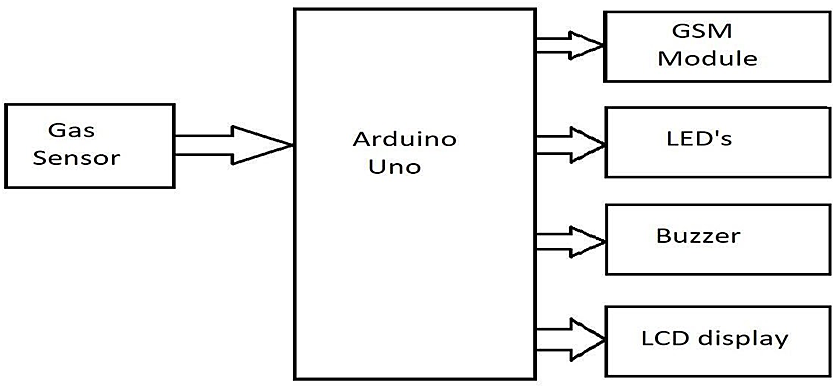 Gas
Sensor
Arduino
Uno
GSM
Module
LED's
Buzzer
LCD display